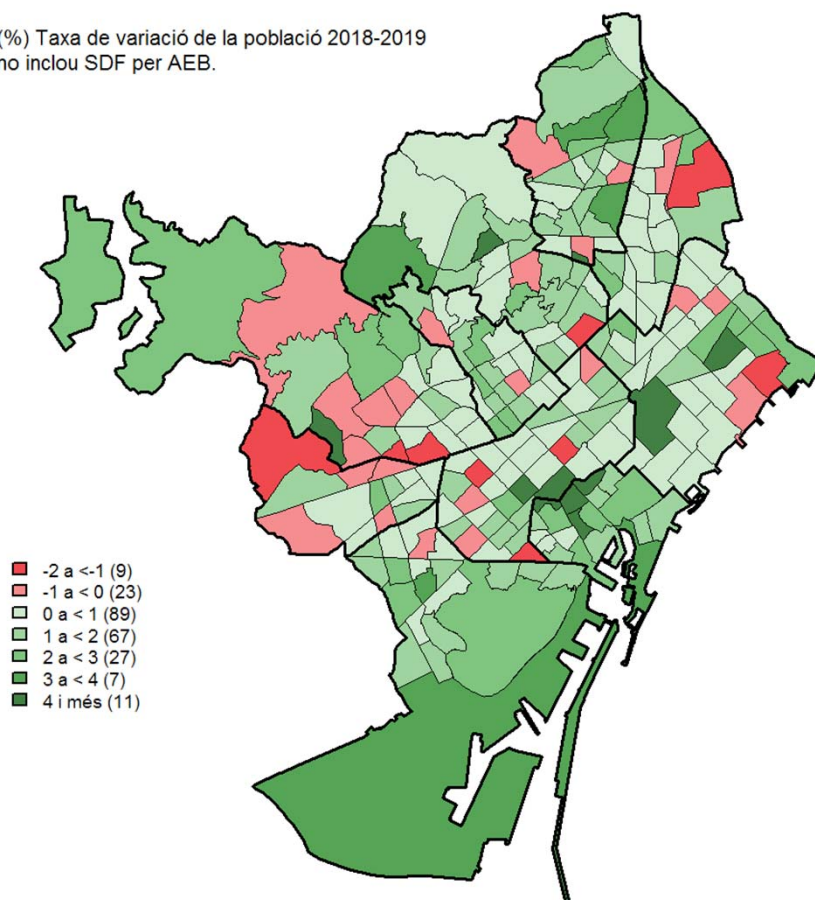 (%) Taxa de variació de la població 2018-2019
no inclou SDF per AEB.
-2 a <-1 (9)
-1 a < 0 (23)
0 a < 1 (89)
1 a < 2 (67)
2 a < 3 (27)
3 a < 4 (7)
4 i més (11)